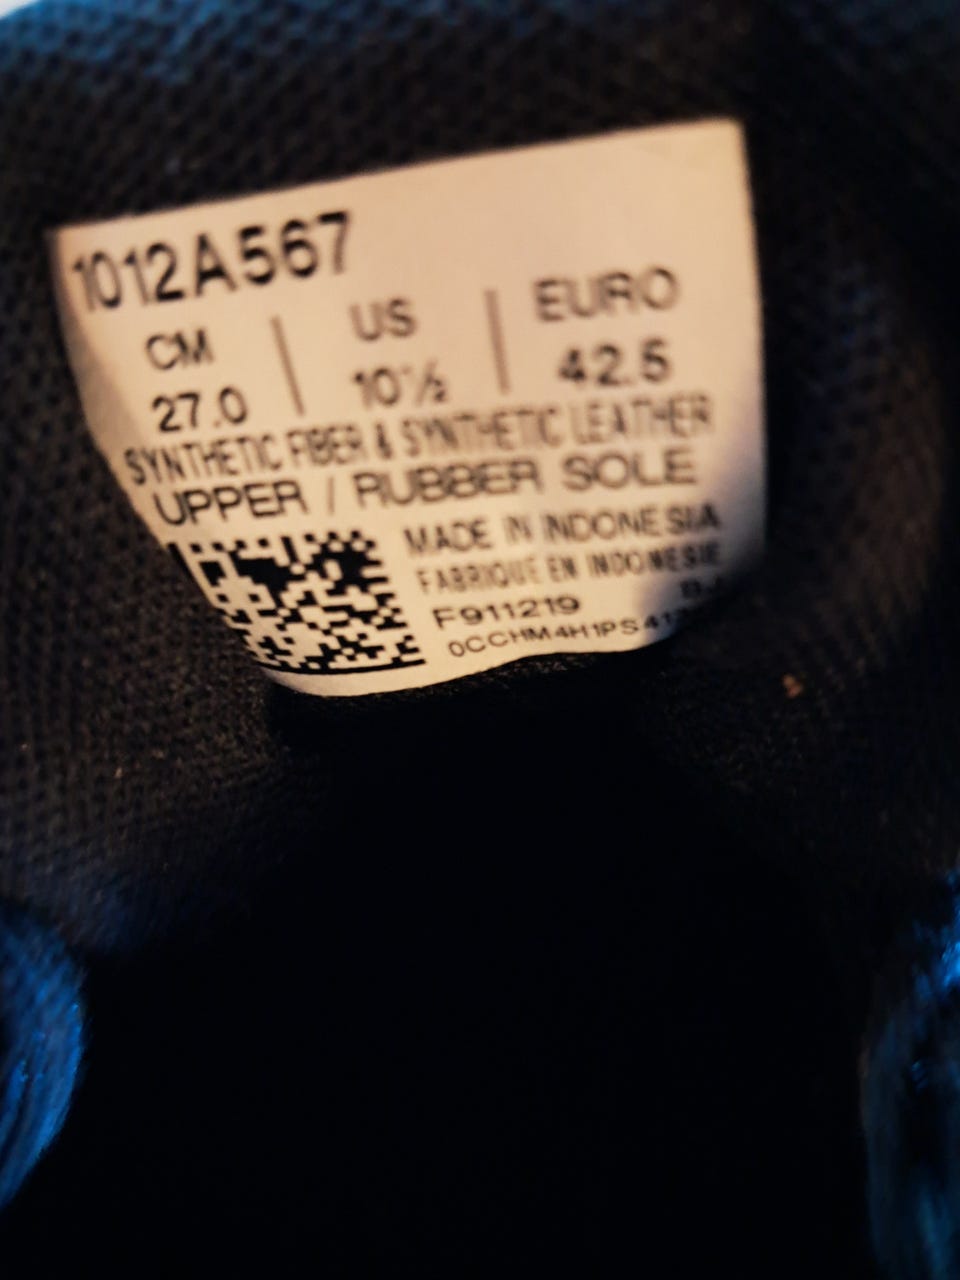 1012A567
CM | US | EURO
27.0 | 10½ | 42.5
SYNTHETIC FIBER & SYNTHETIC LEATHER
UPPER / RUBBER SOLE
MADE IN INDONESIA
FABRIQUE EN INDONESIE
F911219